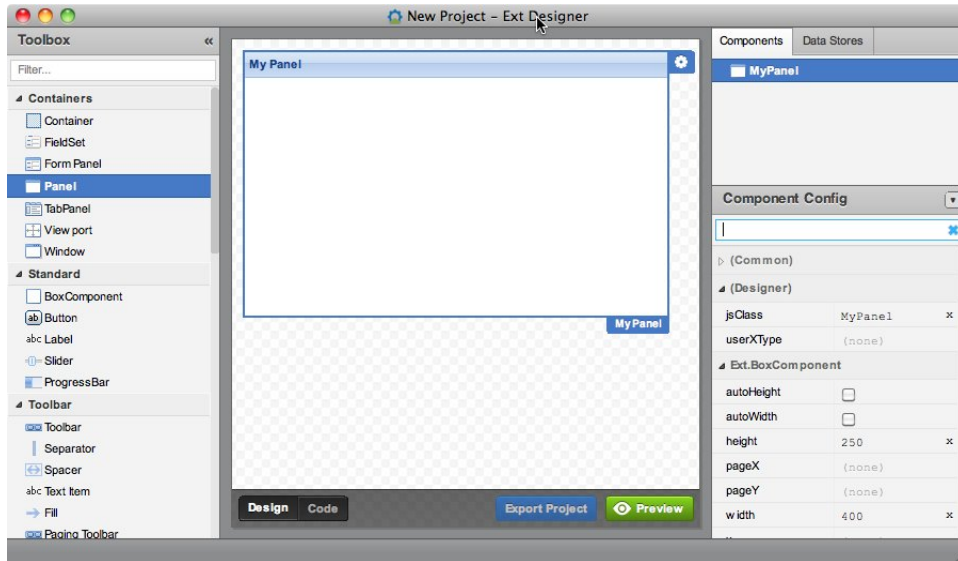 New Project – Ext Designer
Toolbox «
Filter...
Containers
Container
FieldSet
Form Panel
Panel
TabPanel
View port
Window
Standard
BoxComponent
ab Button
abc Label
Slider
ProgressBar
Toolbar
Toolbar
Separator
Spacer
abc Text Item
Fill
Paging Toolbar
My Panel
MyPanel
Design Code
Export Project Preview
Components Data Stores
MyPanel
Component Config
(Common)
(Designer)
jsClass MyPanel x
userXType (none)
Ext.BoxComponent
autoHeight
autoWidth
height 250 x
pageX (none)
pageY (none)
width 400 x